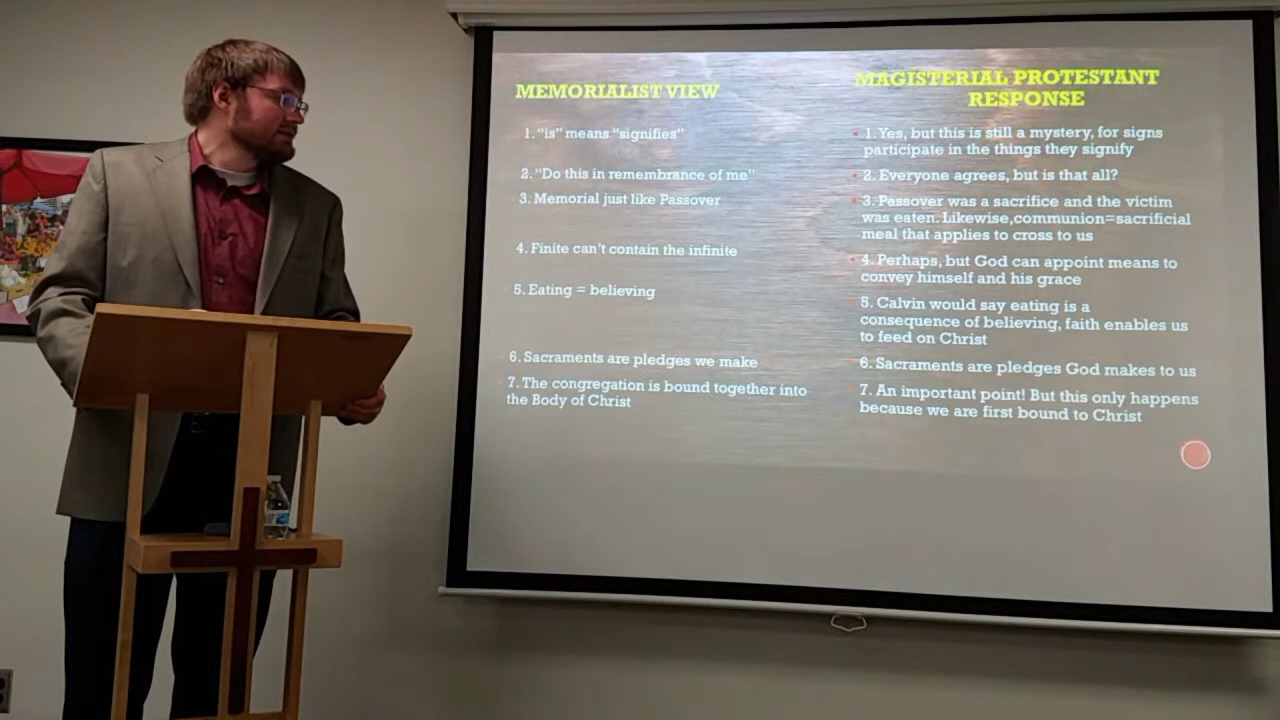 MEMORIALIST VIEW
1. "is" means "signifies"
2. "Do this in remembrance of me"
3. Memorial just like Passover
4. Finite can't contain the infinite
5. Eating = believing
6. Sacraments are pledges we make
7. The congregation is bound together into
the Body of Christ
MAGISTERIAL PROTESTANT
RESPONSE
1. Yes, but this is still a mystery, for signs
participate in the things they signify
2. Everyone agrees, but is that all?
3. Passover was a sacrifice and the victim
was eaten. Likewise,communion=sacrificial
meal that applies to cross to us
4. Perhaps, but God can appoint means to
convey himself and his grace
5. Calvin would say eating is a
consequence of believing, faith enables us
to feed on Christ
6. Sacraments are pledges God makes to us
7. An important point! But this only happens
because we are first bound to Christ